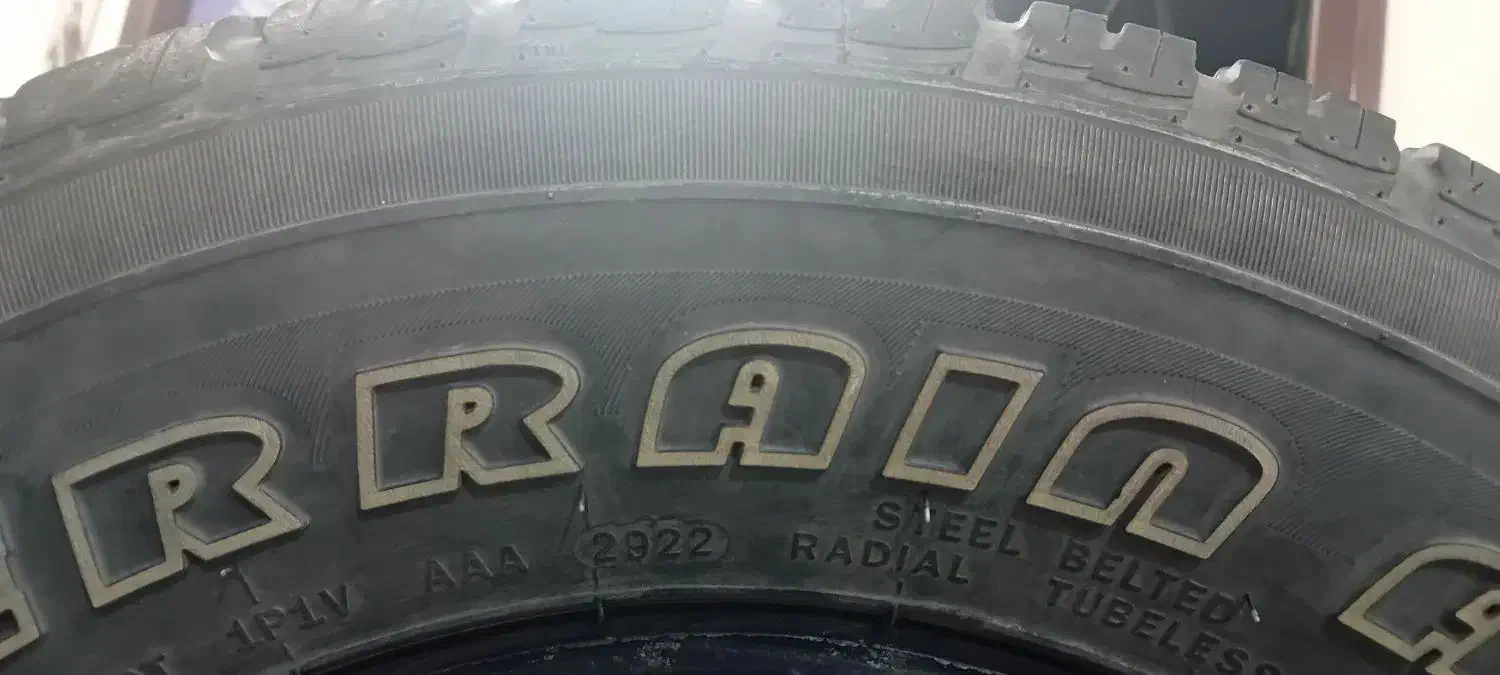 RRAIN
1P1V AAA 2922
STEEL BELTED
RADIAL TUBELESS